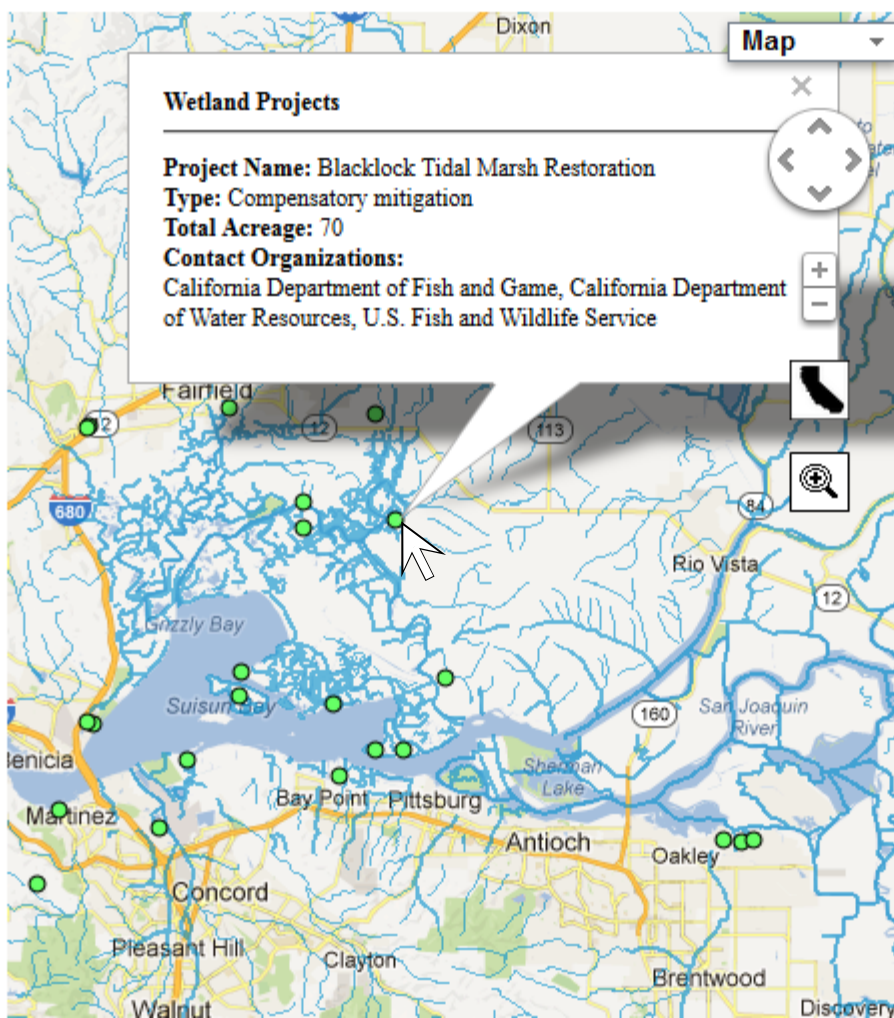 Dixon
Map
Wetland Projects
Project Name: Blacklock Tidal Marsh Restoration
Type: Compensatory mitigation
Total Acreage: 70
Contact Organizations:
California Department of Fish and Game, California Department
of Water Resources, U.S. Fish and Wildlife Service
Fairfield
12
12
113
680
84
Rio Vista
12
Grizzly Bay
Suisun Bay
160
San Joaquin
River
Benicia
Sherman
Lake
Bay Point
Pittsburg
Martinez
Antioch
Oakley
Concord
Pleasant Hill
Clayton
Brentwood
Walnut
Discovery